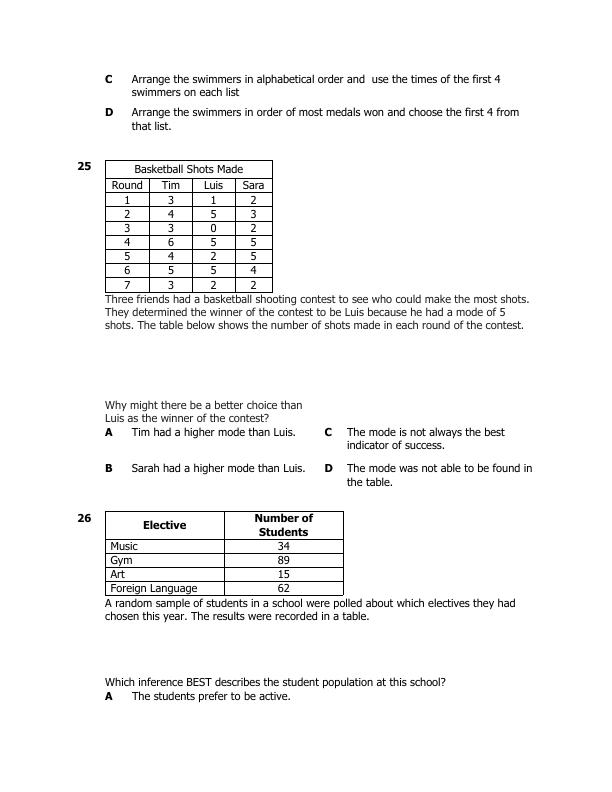 C Arrange the swimmers in alphabetical order and use the times of the first 4
swimmers on each list
D Arrange the swimmers in order of most medals won and choose the first 4 from
that list.
25
Basketball Shots Made
Round Tim Luis Sara
1 3 1 2
2 4 5 3
3 3 0 2
4 6 5 5
5 4 2 5
6 5 5 4
7 3 2 2
Three friends had a basketball shooting contest to see who could make the most shots.
They determined the winner of the contest to be Luis because he had a mode of 5
shots. The table below shows the number of shots made in each round of the contest.
Why might there be a better choice than
Luis as the winner of the contest?
A Tim had a higher mode than Luis.
C The mode is not always the best
indicator of success.
B Sarah had a higher mode than Luis.
D The mode was not able to be found in
the table.
26
Elective Number of
Students
Music 34
Gym 89
Art 15
Foreign Language 62
A random sample of students in a school were polled about which electives they had
chosen this year. The results were recorded in a table.
Which inference BEST describes the student population at this school?
A The students prefer to be active.